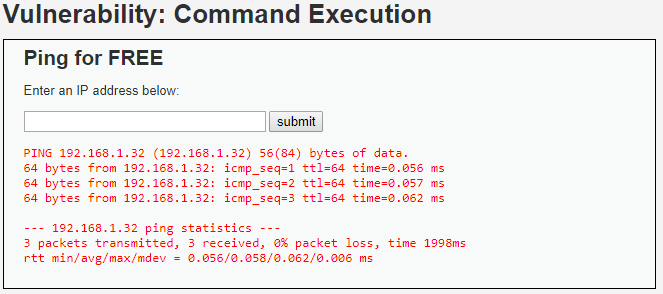 Vulnerability: Command Execution
Ping for FREE
Enter an IP address below:
submit
PING 192.168.1.32 (192.168.1.32) 56(84) bytes of data.
64 bytes from 192.168.1.32: icmp_seq=1 ttl=64 time=0.056 ms
64 bytes from 192.168.1.32: icmp_seq=2 ttl=64 time=0.057 ms
64 bytes from 192.168.1.32: icmp_seq=3 ttl=64 time=0.062 ms
--- 192.168.1.32 ping statistics ---
3 packets transmitted, 3 received, 0% packet loss, time 1998ms
rtt min/avg/max/mdev = 0.056/0.058/0.062/0.006 ms